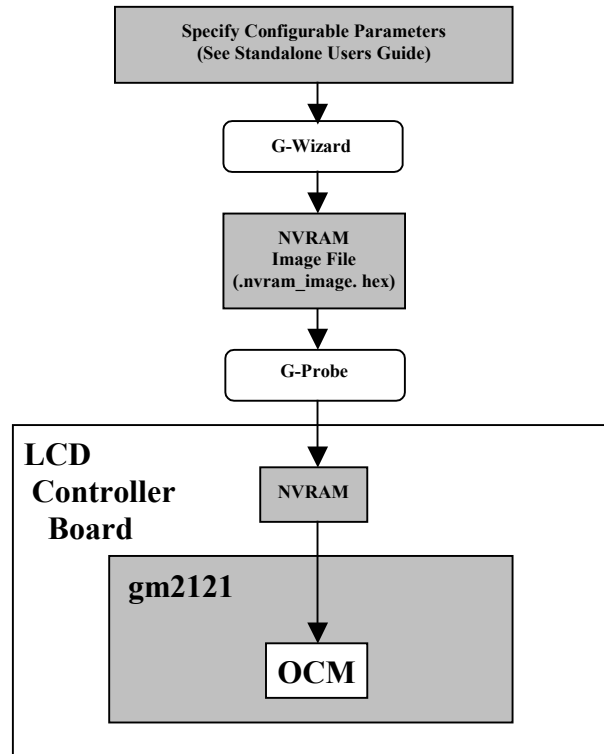 Specify Configurable Parameters
(See Standalone Users Guide)
G-Wizard
NVRAM
Image File
(.nvram_image. hex)
G-Probe
LCD
Controller
Board
NVRAM
gm2121
OCM